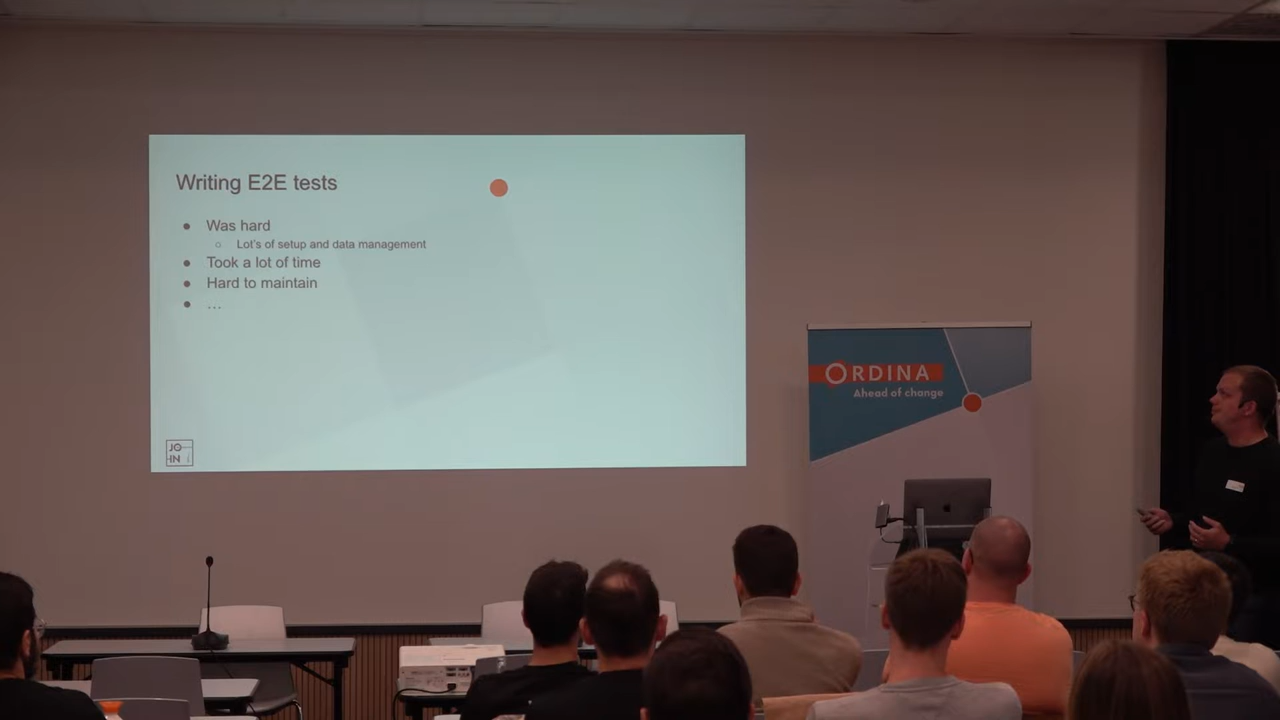 Writing E2E tests
● Was hard
○ Lot's of setup and data management
● Took a lot of time
● Hard to maintain
● ...
JO
IN
ORDINA
Ahead of change